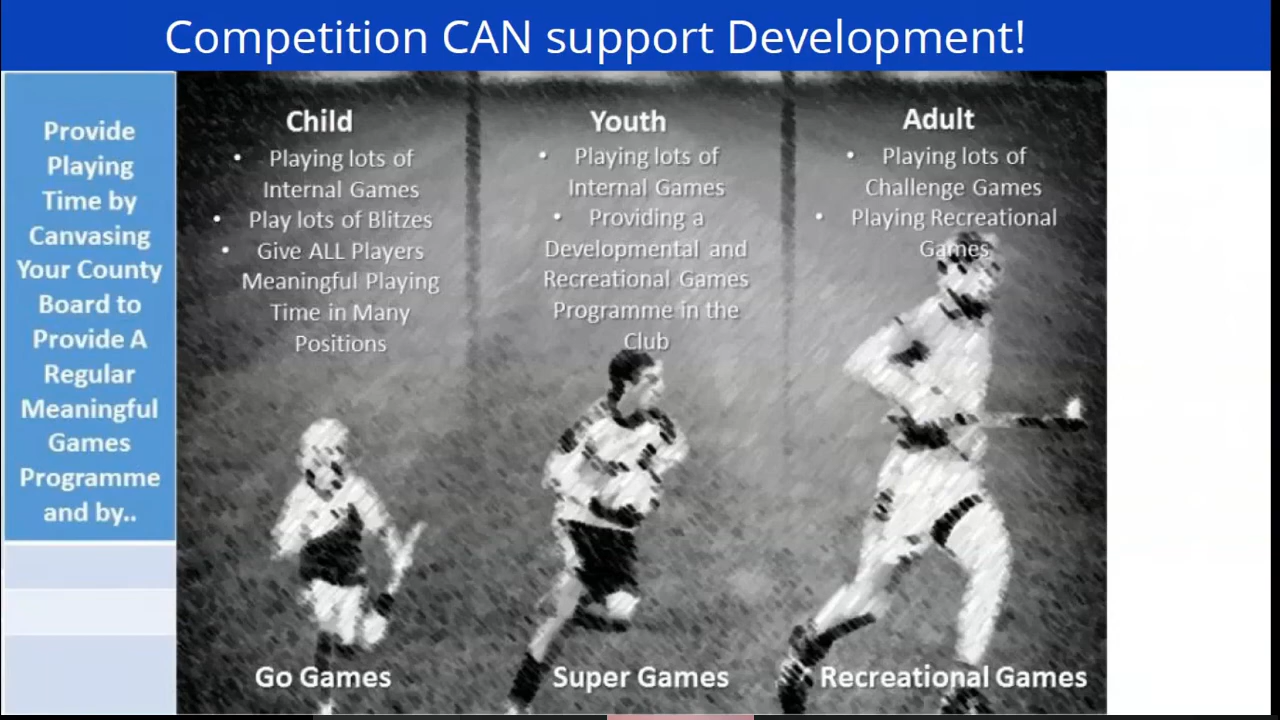 Competition CAN support Development!
Provide
Playing
Time by
Canvasing
Your County
Board to
Provide A
Regular
Meaningful
Games
Programme
and by..
Child
• Playing lots of
Internal Games
• Play lots of Blitzes
• Give ALL Players
Meaningful Playing
Time in Many
Positions
Go Games
Youth
• Playing lots of
Internal Games
• Providing a
Developmental and
Recreational Games
Programme in the
Club
Super Games
Adult
• Playing lots of
Challenge Games
• Playing Recreational
Games
Recreational Games